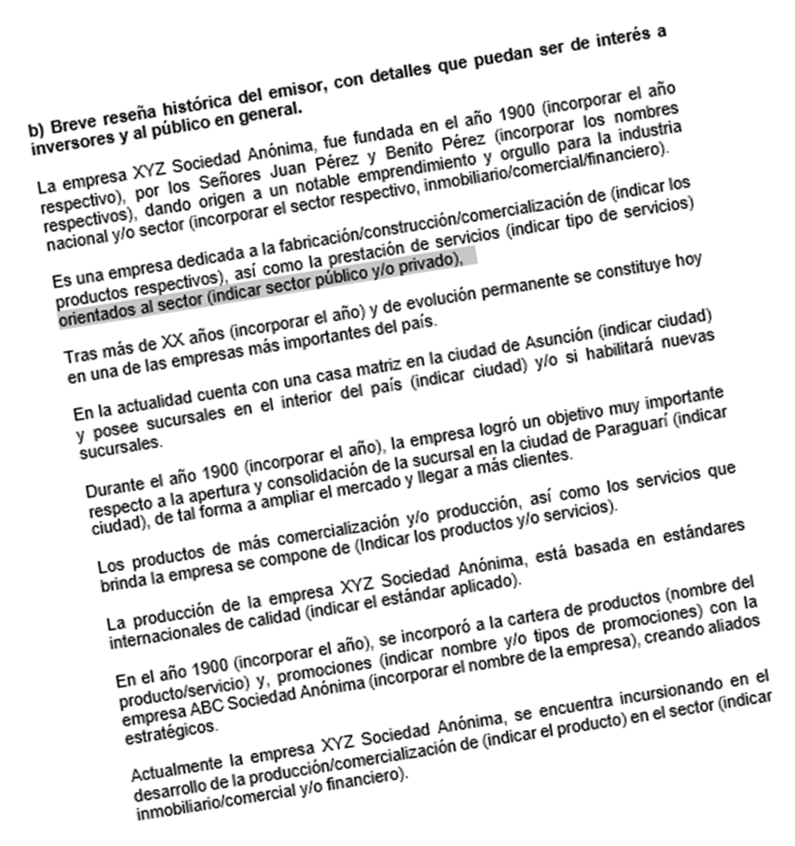 b) Breve reseña histórica del emisor, con detalles que puedan ser de interés a
inversores y al público en general.
La empresa XYZ Sociedad Anónima, fue fundada en el año 1900 (incorporar el año
respectivo), por los Señores Juan Pérez y Benito Pérez (incorporar los nombres
respectivos), dando origen a un notable emprendimiento y orgullo para la industria
nacional y/o sector (incorporar el sector respectivo, inmobiliario/comercial/financiero).
Es una empresa dedicada a la fabricación/construcción/comercialización de (indicar los
productos respectivos), así como la prestación de servicios (indicar tipo de servicios)
orientados al sector (indicar sector público y/o privado),
Tras más de XX años (incorporar el año) y de evolución permanente se constituye hoy
en una de las empresas más importantes del país.
En la actualidad cuenta con una casa matriz en la ciudad de Asunción (indicar ciudad)
y posee sucursales en el interior del país (indicar ciudad) y/o si habilitará nuevas
sucursales.
Durante el año 1900 (incorporar el año), la empresa logró un objetivo muy importante
respecto a la apertura y consolidación de la sucursal en la ciudad de Paraguarí (indicar
ciudad), de tal forma a ampliar el mercado y llegar a más clientes.
Los productos de más comercialización y/o producción, así como los servicios que
brinda la empresa se compone de (Indicar los productos y/o servicios).
La producción de la empresa XYZ Sociedad Anónima, está basada en estándares
internacionales de calidad (indicar el estándar aplicado).
En el año 1900 (incorporar el año), se incorporó a la cartera de productos (nombre del
producto/servicio) y, promociones (indicar nombre y/o tipos de promociones) con la
empresa ABC Sociedad Anónima (incorporar el nombre de la empresa), creando aliados
estratégicos.
Actualmente la empresa XYZ Sociedad Anónima, se encuentra incursionando en el
desarrollo de la producción/comercialización de (indicar el producto) en el sector (indicar
inmobiliario/comercial y/o financiero).